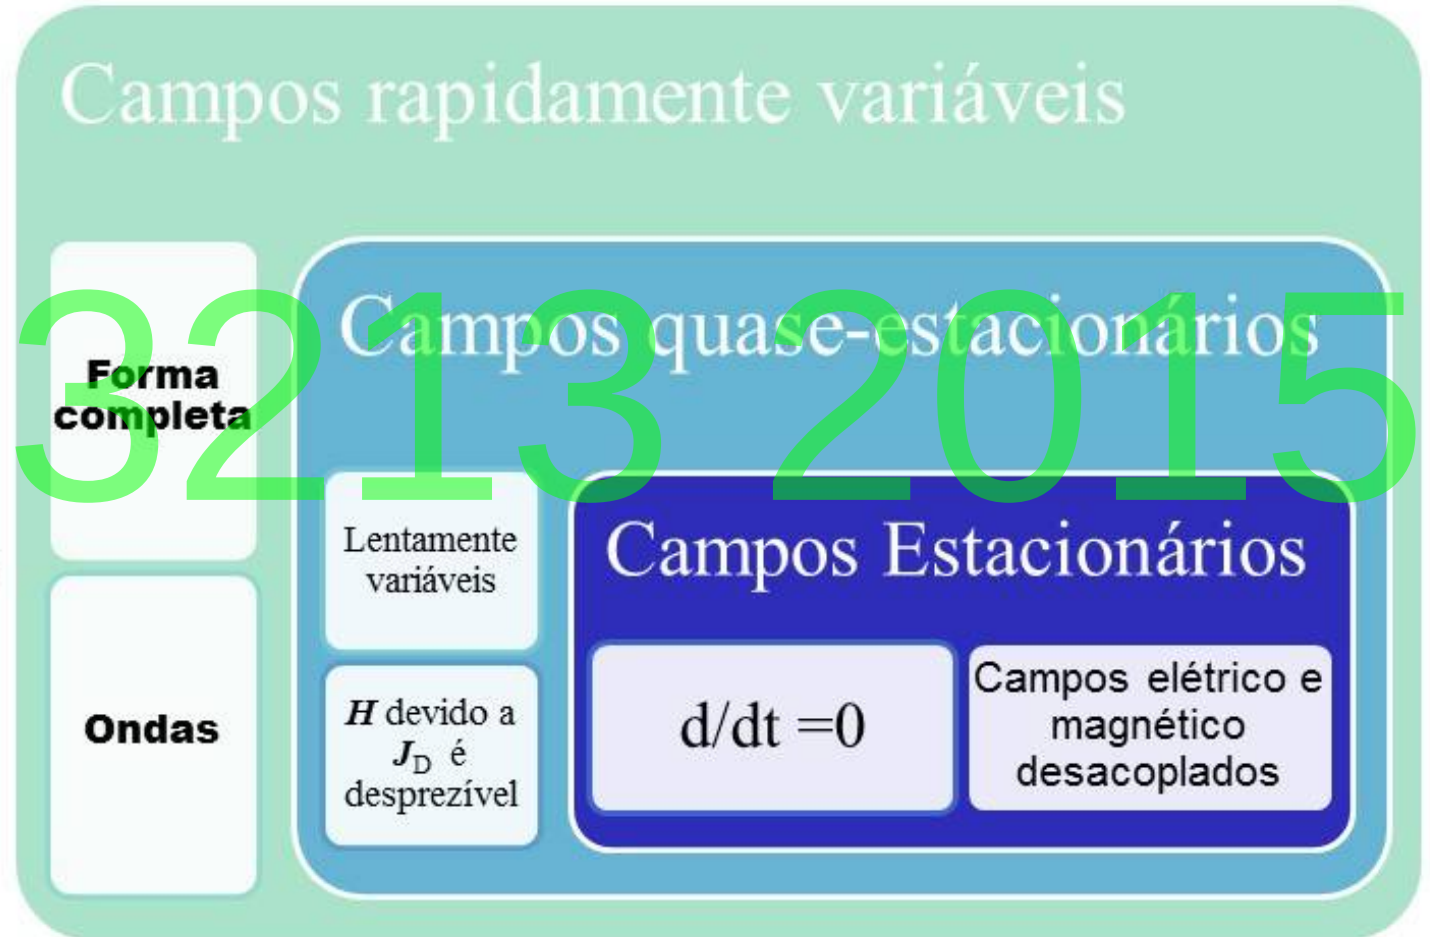 Campos rapidamente variáveis
Forma
completa
Ondas
Campos quase-estacionários
Lentamente
variáveis
H devido a
J_D é
desprezível
Campos Estacionários
d/dt =0
Campos elétrico e
magnético
desacoplados
3213 2015